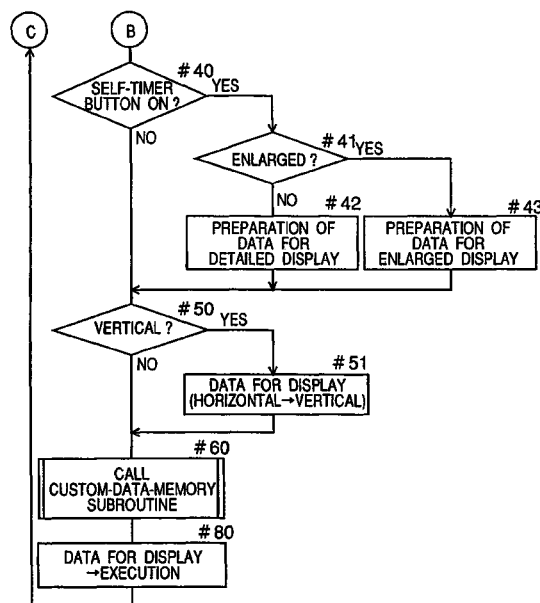 C
B
#40
SELF-TIMER
BUTTON ON?
YES
NO
#41
ENLARGED?
YES
NO
#42
PREPARATION OF
DATA FOR
DETAILED DISPLAY
#43
PREPARATION OF
DATA FOR
ENLARGED DISPLAY
#50
VERTICAL?
YES
NO
#51
DATA FOR DISPLAY
(HORIZONTAL→VERTICAL)
#60
CALL
CUSTOM-DATA-MEMORY
SUBROUTINE
#80
DATA FOR DISPLAY
→EXECUTION